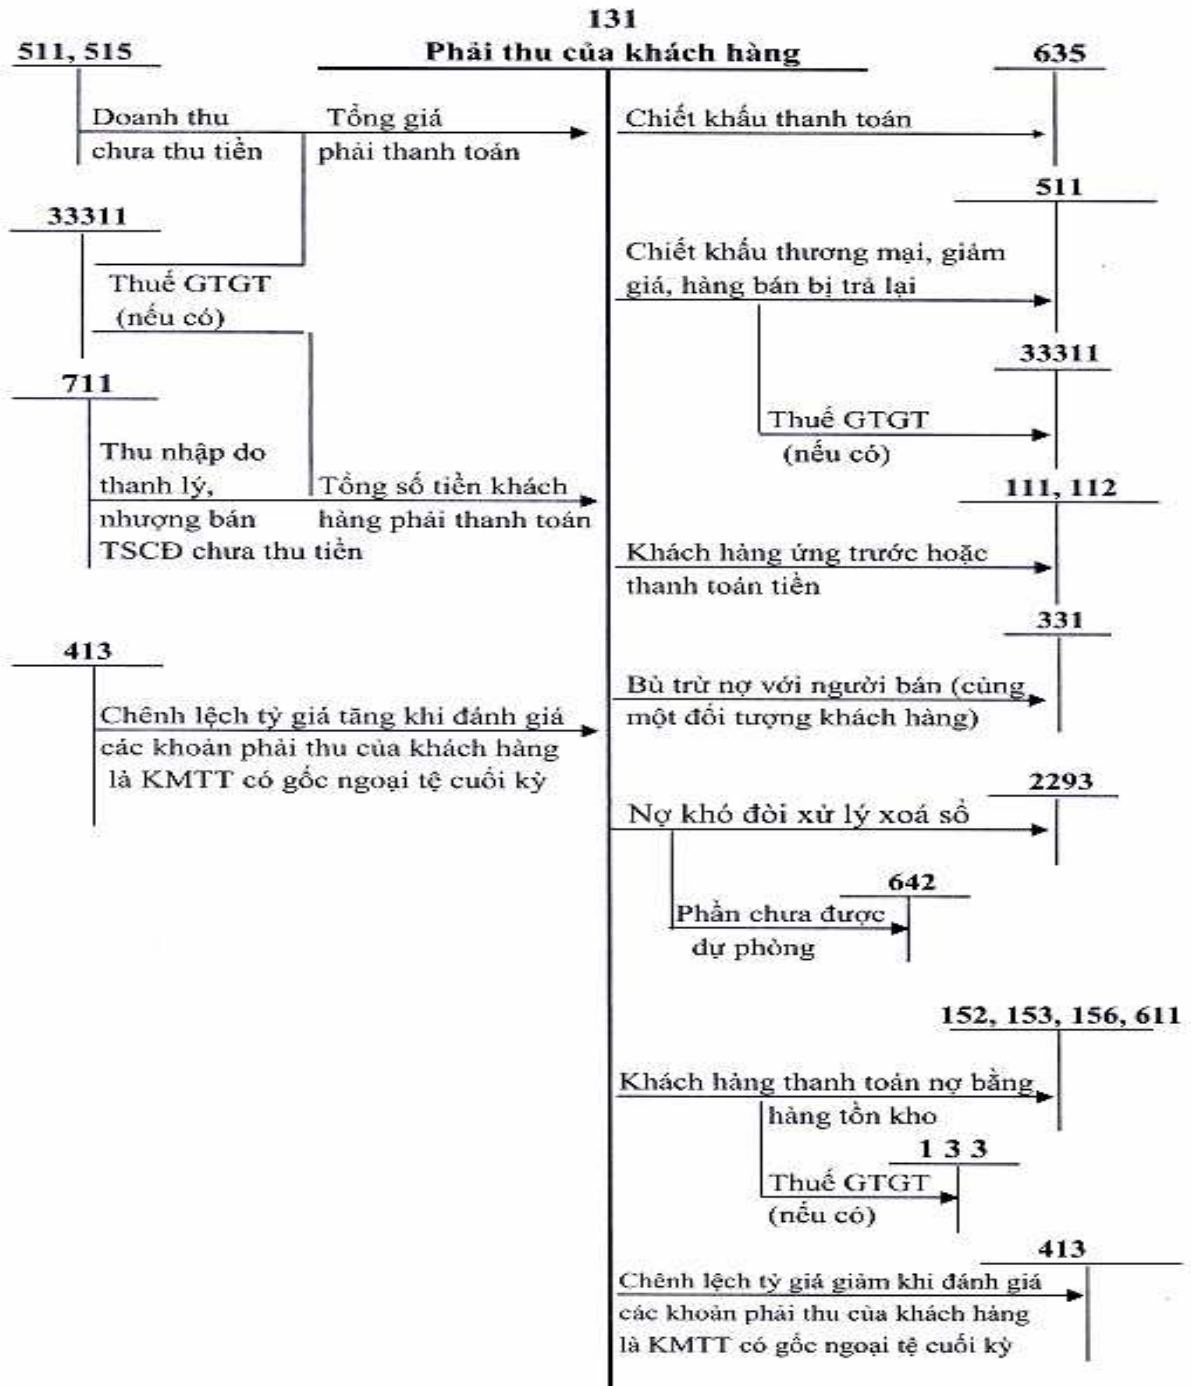 131
Phải thu của khách hàng
511, 515
Doanh thu
chưa thu tiền
Tổng giá
phải thanh toán
33311
Thuế GTGT
(nếu có)
711
Thu nhập do
thanh lý,
nhượng bán
TSCĐ chưa thu tiền
Tổng số tiền khách
hàng phải thanh toán
413
Chênh lệch tỷ giá tăng khi đánh giá
các khoản phải thu của khách hàng
là KMTT có gốc ngoại tệ cuối kỳ
635
Chiết khấu thanh toán
511
Chiết khấu thương mại, giảm
giá, hàng bán bị trả lại
33311
Thuế GTGT
(nếu có)
111, 112
Khách hàng ứng trước hoặc
thanh toán tiền
331
Bù trừ nợ với người bán (cùng
một đối tượng khách hàng)
2293
Nợ khó đòi xử lý xoá sổ
642
Phần chưa được
dự phòng
152, 153, 156, 611
Khách hàng thanh toán nợ bằng
hàng tồn kho
1 3 3
Thuế GTGT
(nếu có)
413
Chênh lệch tỷ giá giảm khi đánh giá
các khoản phải thu của khách hàng
là KMTT có gốc ngoại tệ cuối kỳ